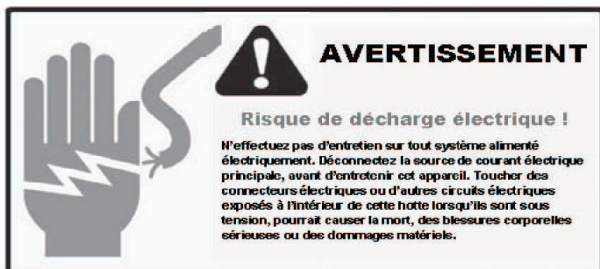 AVERTISSEMENT
Risque de décharge électrique !
N'effectuez pas d'entretien sur tout système alimenté
électriquement. Déconnectez la source de courant électrique
principale, avant d'entretenir cet appareil. Toucher des
connecteurs électriques ou d'autres circuits électriques
exposés à l'intérieur de cette hotte lorsqu'ils sont sous
tension, pourrait causer la mort, des blessures corporelles
sérieuses ou des dommages matériels.